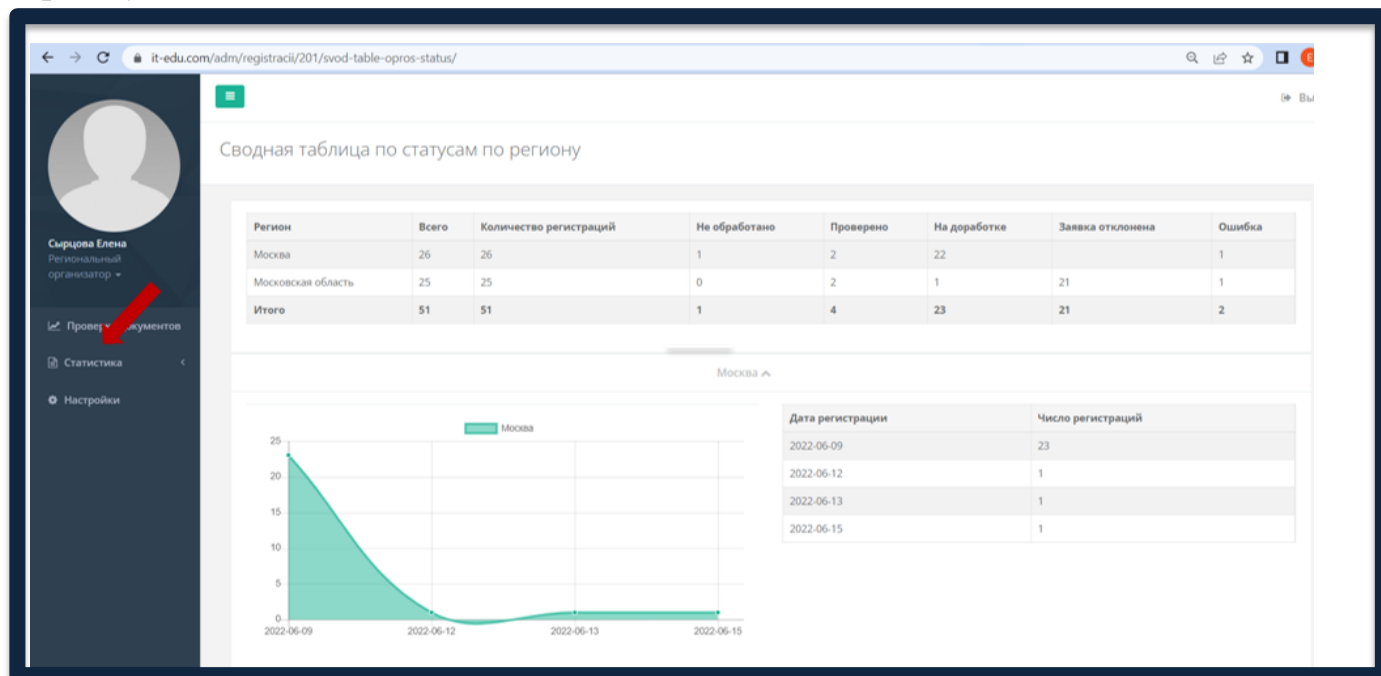 it-edu.com/adm/registracii/201/svod-table-opros-status/
E
Вы
Сводная таблица по статусам по региону
Сырцова Елена
Региональный
организатор
Статистика
Настройки
Регион Всего Количество регистраций Не обработано Проверено На доработке Заявка отклонена Ошибка
Москва 26 26 1 2 22 1
Московская область 25 25 0 2 1 21 1
Итого 51 51 1 4 23 21 2
Москва
Москва
25
20
15
10
5
0
2022-06-09 2022-06-12 2022-06-13 2022-06-15
Дата регистрации Число регистраций
2022-06-09 23
2022-06-12 1
2022-06-13 1
2022-06-15 1